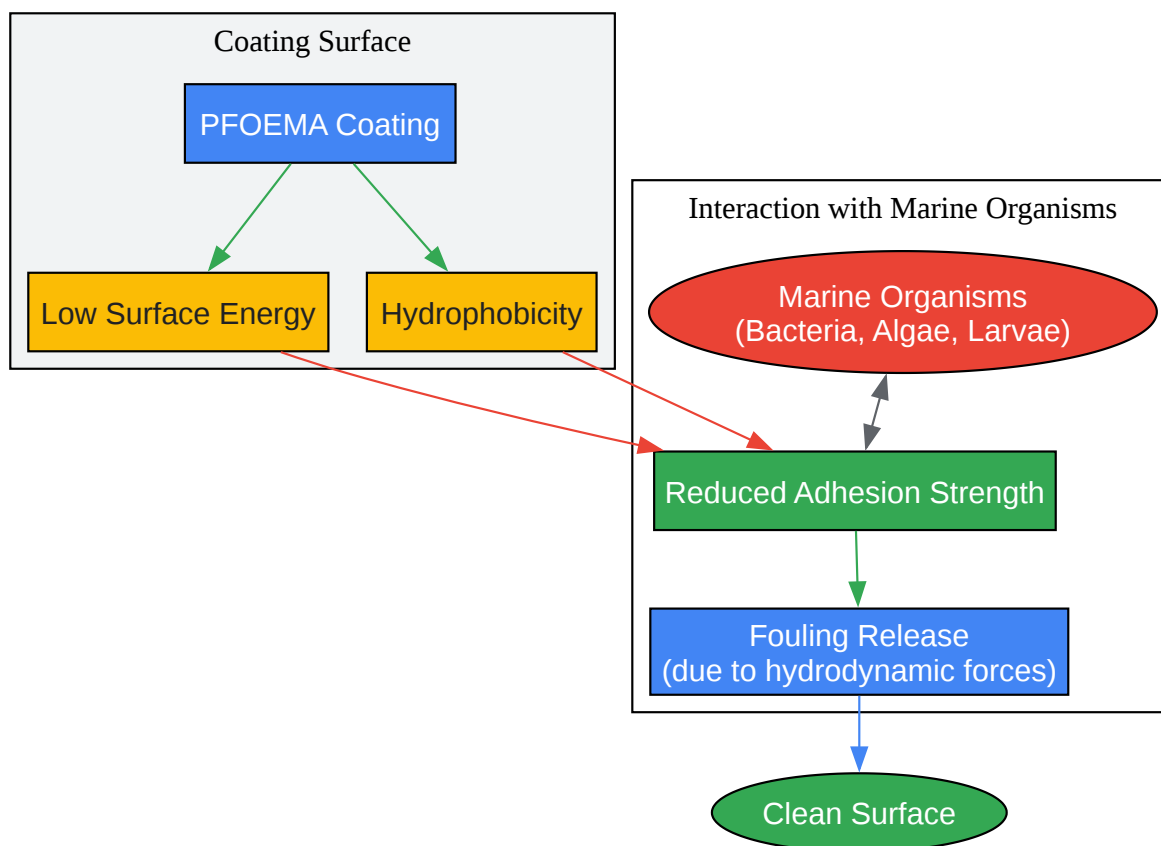 Coating Surface
PFOEMA Coating
Low Surface Energy
Hydrophobicity
Interaction with Marine Organisms
Marine Organisms
(Bacteria, Algae, Larvae)
Reduced Adhesion Strength
Fouling Release
(due to hydrodynamic forces)
Clean Surface